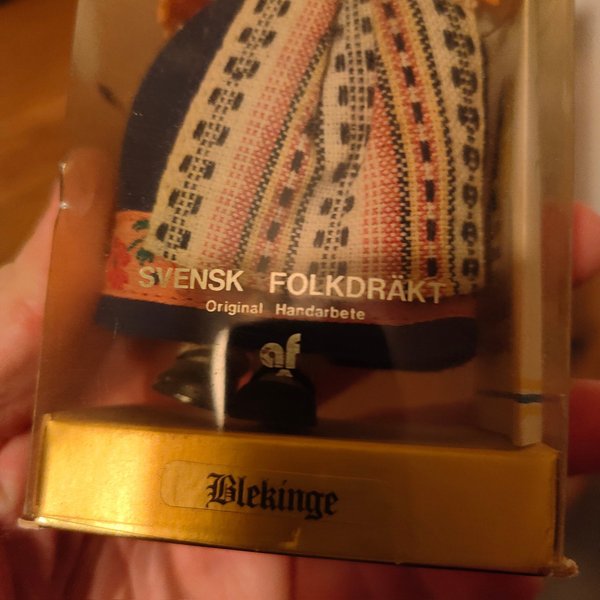 SVENSK FOLKDRÄKT
Original Handarbete
af
Blekinge